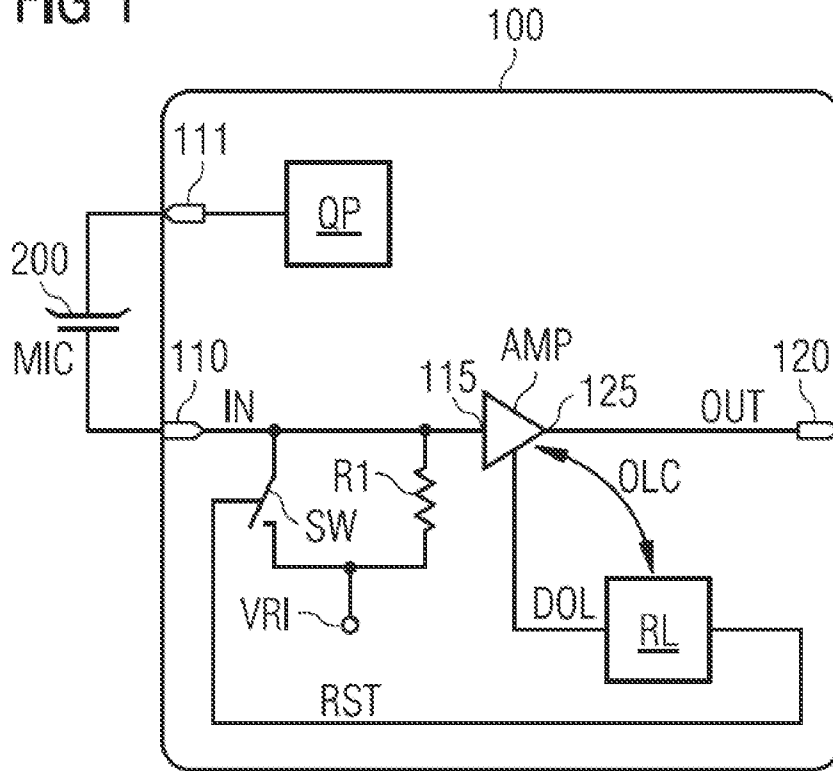 FIG 1
100
111
QP
200
MIC
110
IN
AMP
115
125
120
OUT
R1
OLC
SW
VRI
DOL
RL
RST